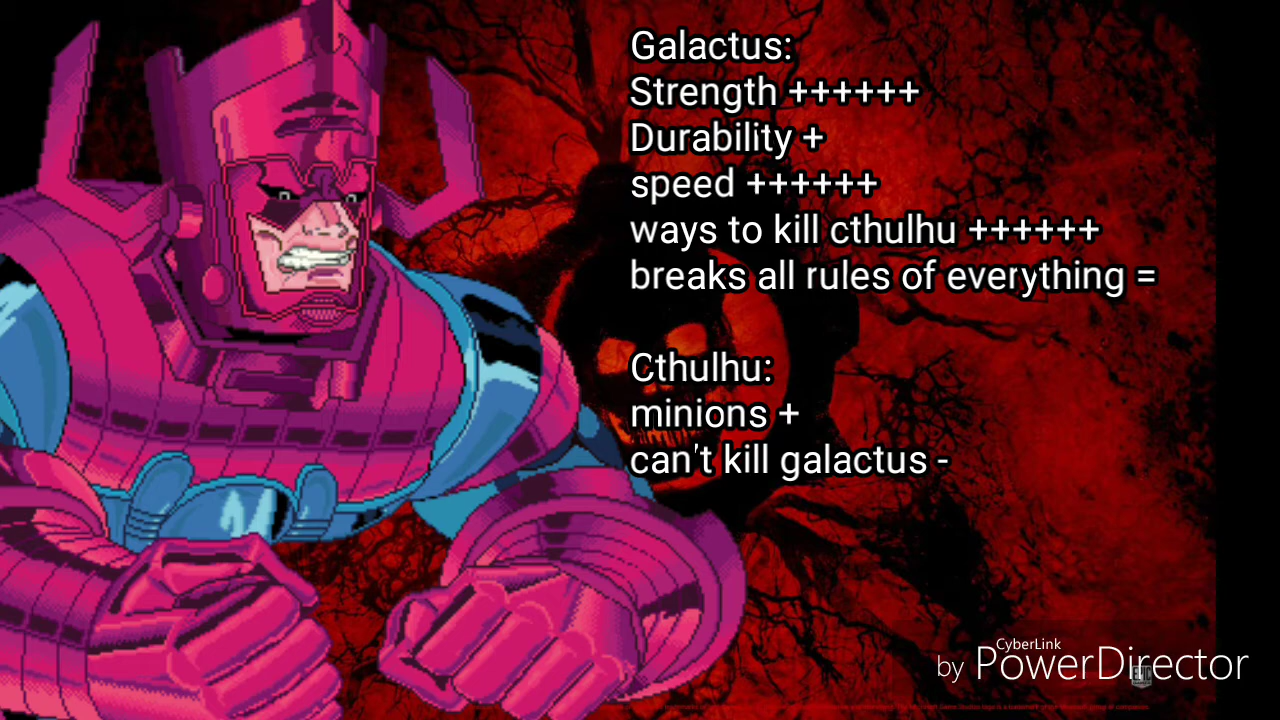 Galactus:
Strength ++++++
Durability +
speed ++++++
ways to kill cthulhu ++++++
breaks all rules of everything =
Cthulhu:
minions +
can't kill galactus -
CyberLink
by PowerDirector